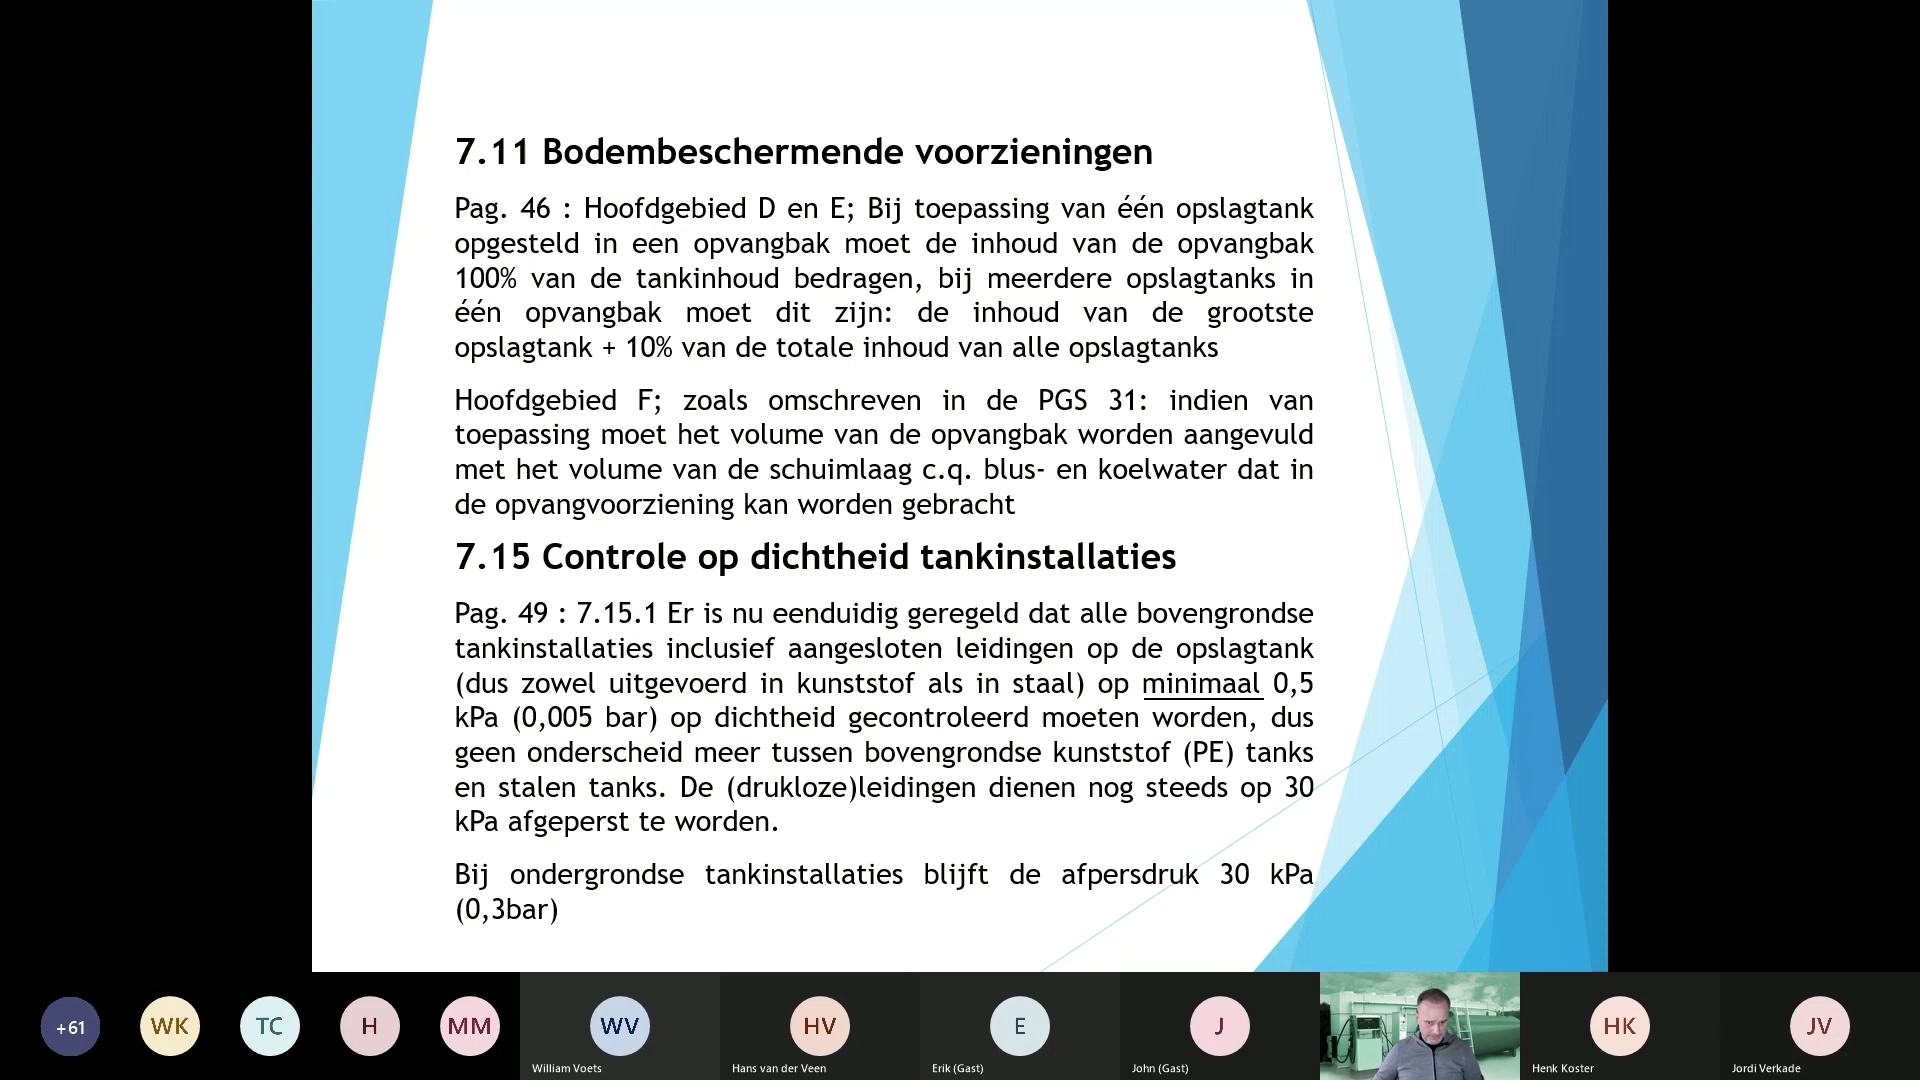 7.11 Bodembeschermende voorzieningen
Pag. 46 : Hoofdgebied D en E; Bij toepassing van één opslagtank
opgesteld in een opvangbak moet de inhoud van de opvangbak
100% van de tankinhoud bedragen, bij meerdere opslagtanks in
één opvangbak moet dit zijn: de inhoud van de grootste
opslagtank + 10% van de totale inhoud van alle opslagtanks
Hoofdgebied F; zoals omschreven in de PGS 31: indien van
toepassing moet het volume van de opvangbak worden aangevuld
met het volume van de schuimlaag c.q. blus- en koelwater dat in
de opvangvoorziening kan worden gebracht
7.15 Controle op dichtheid tankinstallaties
Pag. 49 : 7.15.1 Er is nu eenduidig geregeld dat alle bovengrondse
tankinstallaties inclusief aangesloten leidingen op de opslagtank
(dus zowel uitgevoerd in kunststof als in staal) op minimaal 0,5
kPa (0,005 bar) op dichtheid gecontroleerd moeten worden, dus
geen onderscheid meer tussen bovengrondse kunststof (PE) tanks
en stalen tanks. De (drukloze)leidingen dienen nog steeds op 30
kPa afgeperst te worden.
Bij ondergrondse tankinstallaties blijft de afpersdruk 30 kPa
(0,3bar)
+61 WK TC H MM WV HV E J HK JV
William Voets Hans van der Veen Erik (Gast) John (Gast) Henk Koster Jordi Verkade